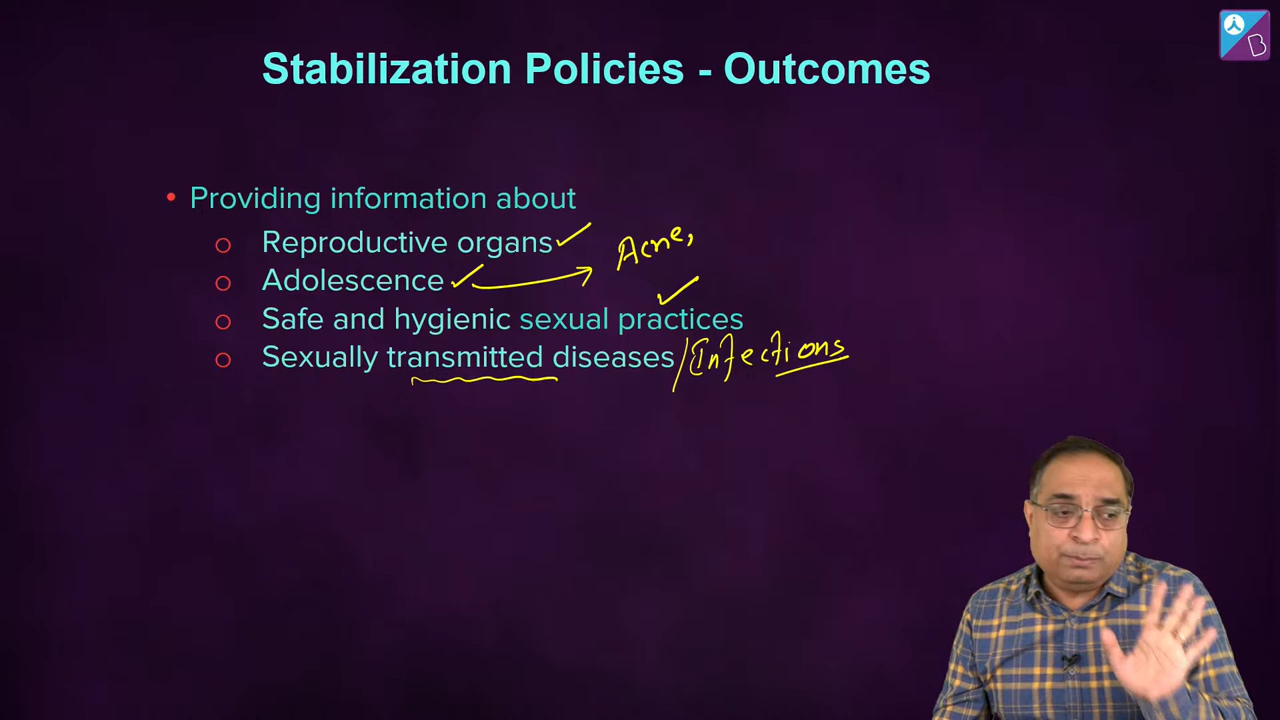 Stabilization Policies - Outcomes
• Providing information about
○ Reproductive organs
Acne,
○ Adolescence
○ Safe and hygienic sexual practices
○ Sexually transmitted diseases / Infections